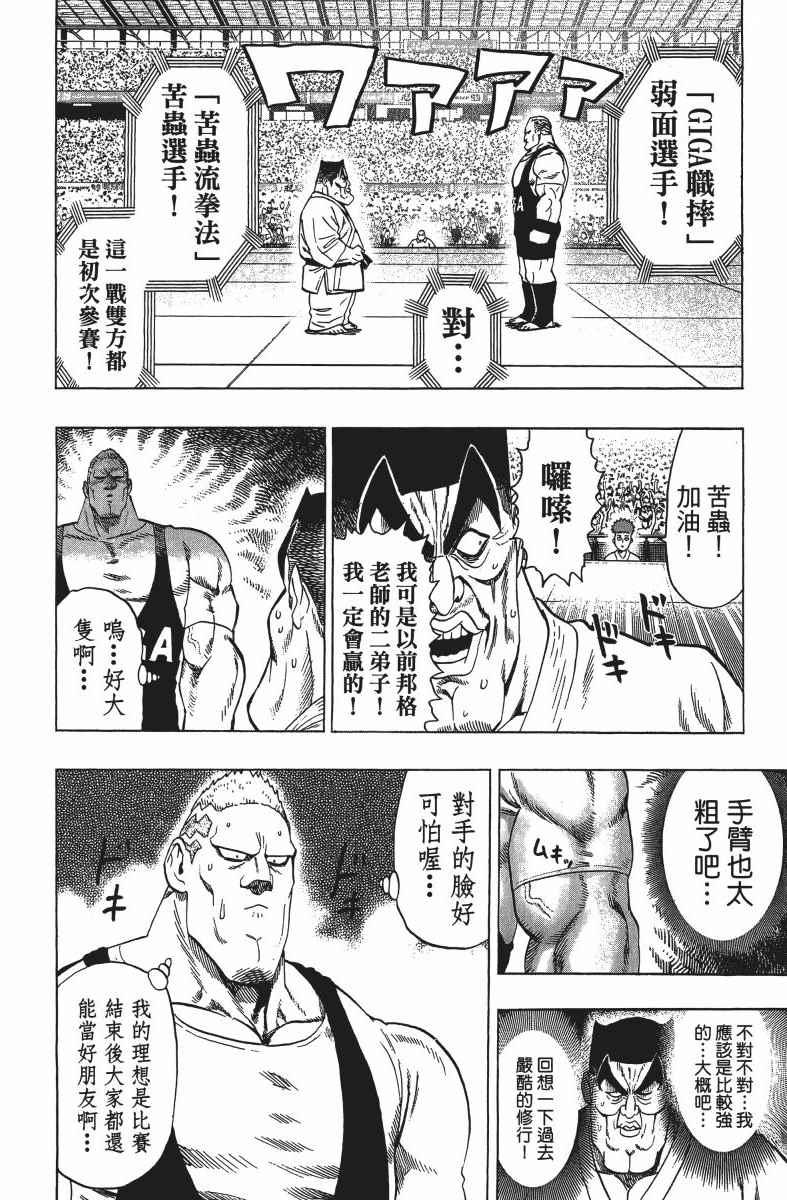 「GIGA職摔」
弱面選手！
ワァァァ
對…
「苦蟲流拳法」
苦蟲選手！
這一戰雙方都
是初次參賽！
苦蟲！
加油！
囉嗦！
我可是以前邦格
老師的二弟子！
我一定會贏的！
ドキ
ドキ
GA
嗚…好大
隻啊…
手臂也太
粗了吧…
ムキッ
不對不對…我
應該是比較強
的…大概吧…
回想一下過去
嚴酷的修行！
對手的臉好
可怕喔…
ドキ
ドキ
我的理想是比賽
結束後大家都還
能當好朋友啊…